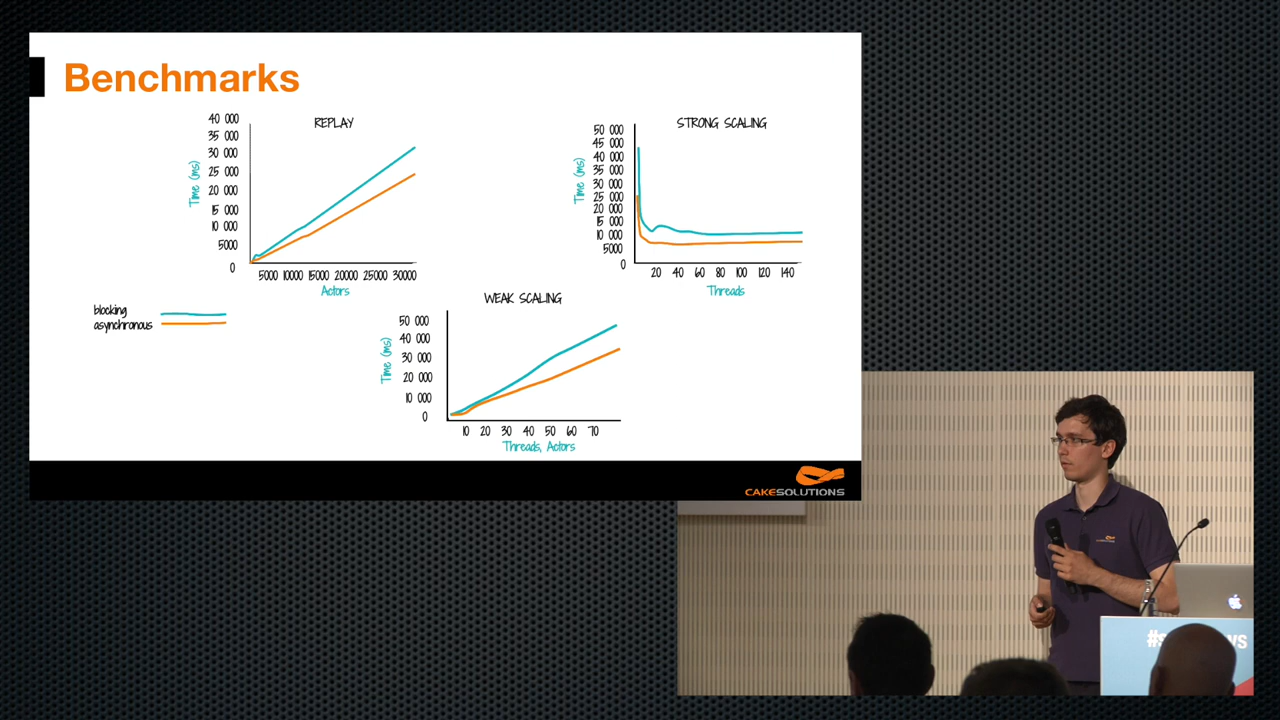 Benchmarks
REPLAY
Time (ms)
40 000
35 000
30 000
25 000
20 000
15 000
10 000
5000
0
5000 10000 15000 20000 25000 30000
Actors
STRONG SCALING
Time (ms)
50 000
45 000
40 000
35 000
30 000
25 000
20 000
15 000
10 000
5000
0
20 40 60 80 100 120 140
Threads
blocking
asynchronous
WEAK SCALING
Time (ms)
50 000
40 000
30 000
20 000
10 000
0
10 20 30 40 50 60 70
Threads, Actors
CAKESOLUTIONS